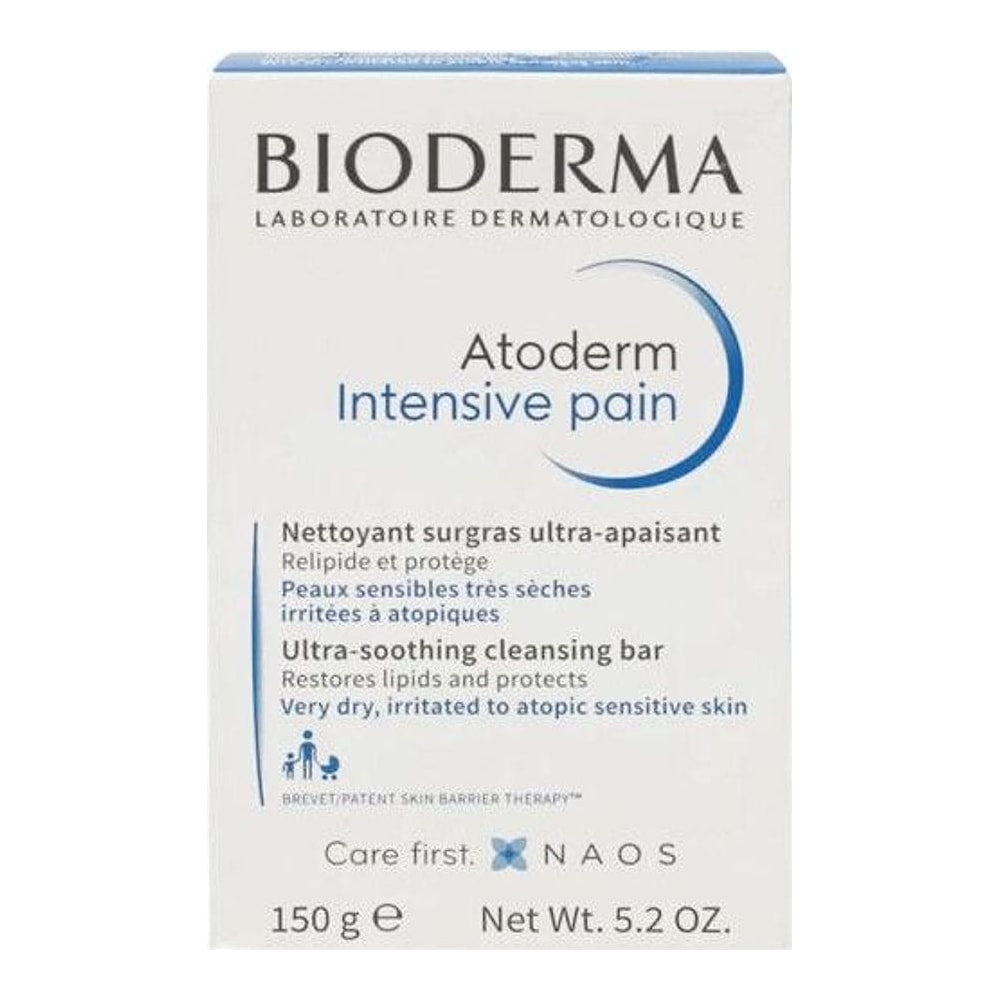 BIODERMA
LABORATOIRE DERMATOLOGIQUE
Atoderm
Intensive pain
Nettoyant surgras ultra-apaisant
Relipide et protège
Peaux sensibles très sèches
irritées à atopiques
Ultra-soothing cleansing bar
Restores lipids and protects
Very dry, irritated to atopic sensitive skin
BREVET/PATENT SKIN BARRIER THERAPY™
Care first. NAOS
150 g ℮ Net Wt. 5.2 OZ.